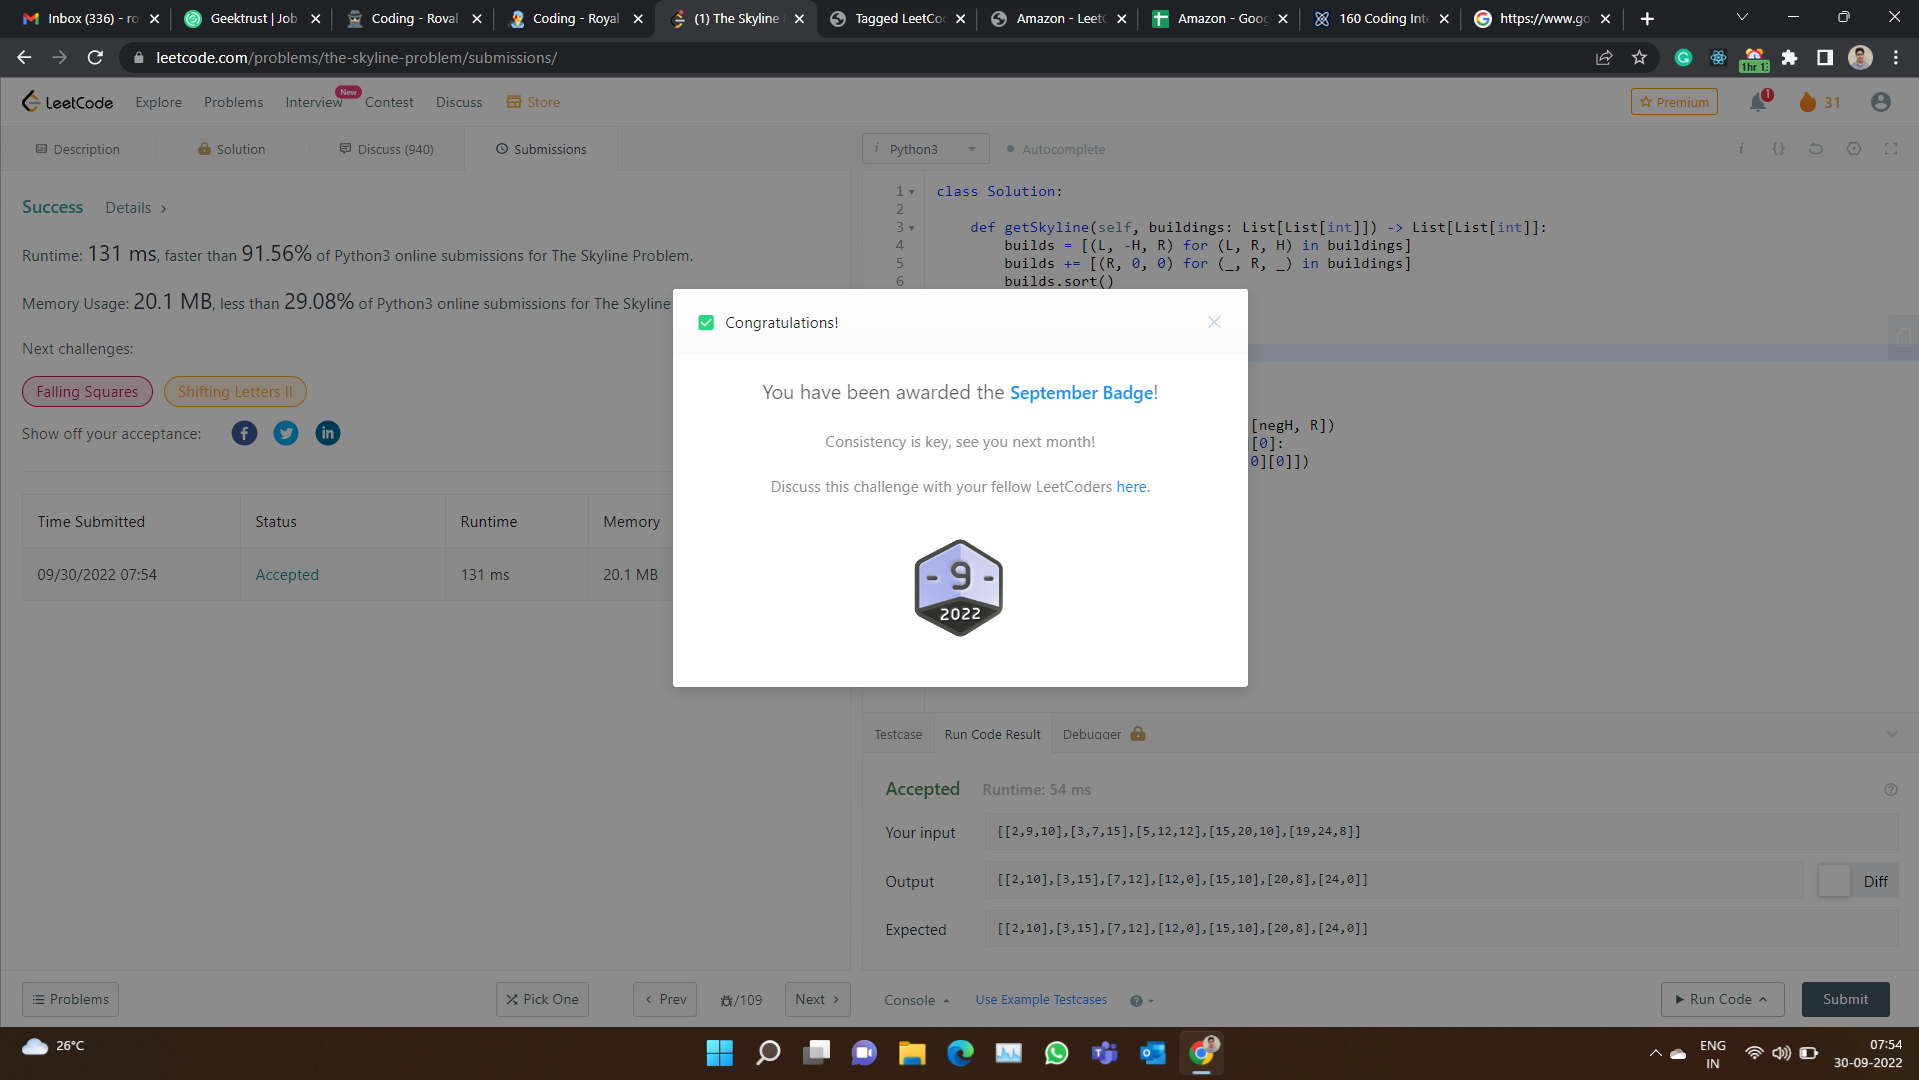 Inbox (336) - ro
Geektrust | Job
Coding - Roval
Coding - Royal
(1) The Skyline
Tagged LeetCo
Amazon - LeetC
Amazon - Goog
160 Coding Inte
https://www.go
leetcode.com/problems/the-skyline-problem/submissions/
1hr 1
LeetCode Explore Problems Interview New Contest Discuss Store
Premium 1 31
Description Solution Discuss (940) Submissions
i Python3 Autocomplete
Success Details
Runtime: 131 ms, faster than 91.56% of Python3 online submissions for The Skyline Problem.
Memory Usage: 20.1 MB, less than 29.08% of Python3 online submissions for The Skyline
Next challenges:
Falling Squares Shifting Letters II
Show off your acceptance:
Time Submitted Status Runtime Memory
09/30/2022 07:54 Accepted 131 ms 20.1 MB
1 class Solution:
2
3 def getSkyline(self, buildings: List[List[int]]) -> List[List[int]]:
4 builds = [(L, -H, R) for (L, R, H) in buildings]
5 builds += [(R, 0, 0) for (_, R, _) in buildings]
6 builds.sort()
[negH, R])
[0]:
0][0]])
Congratulations!
You have been awarded the September Badge!
Consistency is key, see you next month!
Discuss this challenge with your fellow LeetCoders here.
- 9 -
2022
Testcase Run Code Result Debugger
Accepted Runtime: 54 ms
Your input [[2,9,10],[3,7,15],[5,12,12],[15,20,10],[19,24,8]]
Output [[2,10],[3,15],[7,12],[12,0],[15,10],[20,8],[24,0]]
Diff
Expected [[2,10],[3,15],[7,12],[12,0],[15,10],[20,8],[24,0]]
Problems Pick One Prev /109 Next Console Use Example Testcases Run Code Submit
26°C
ENG
IN
07:54
30-09-2022